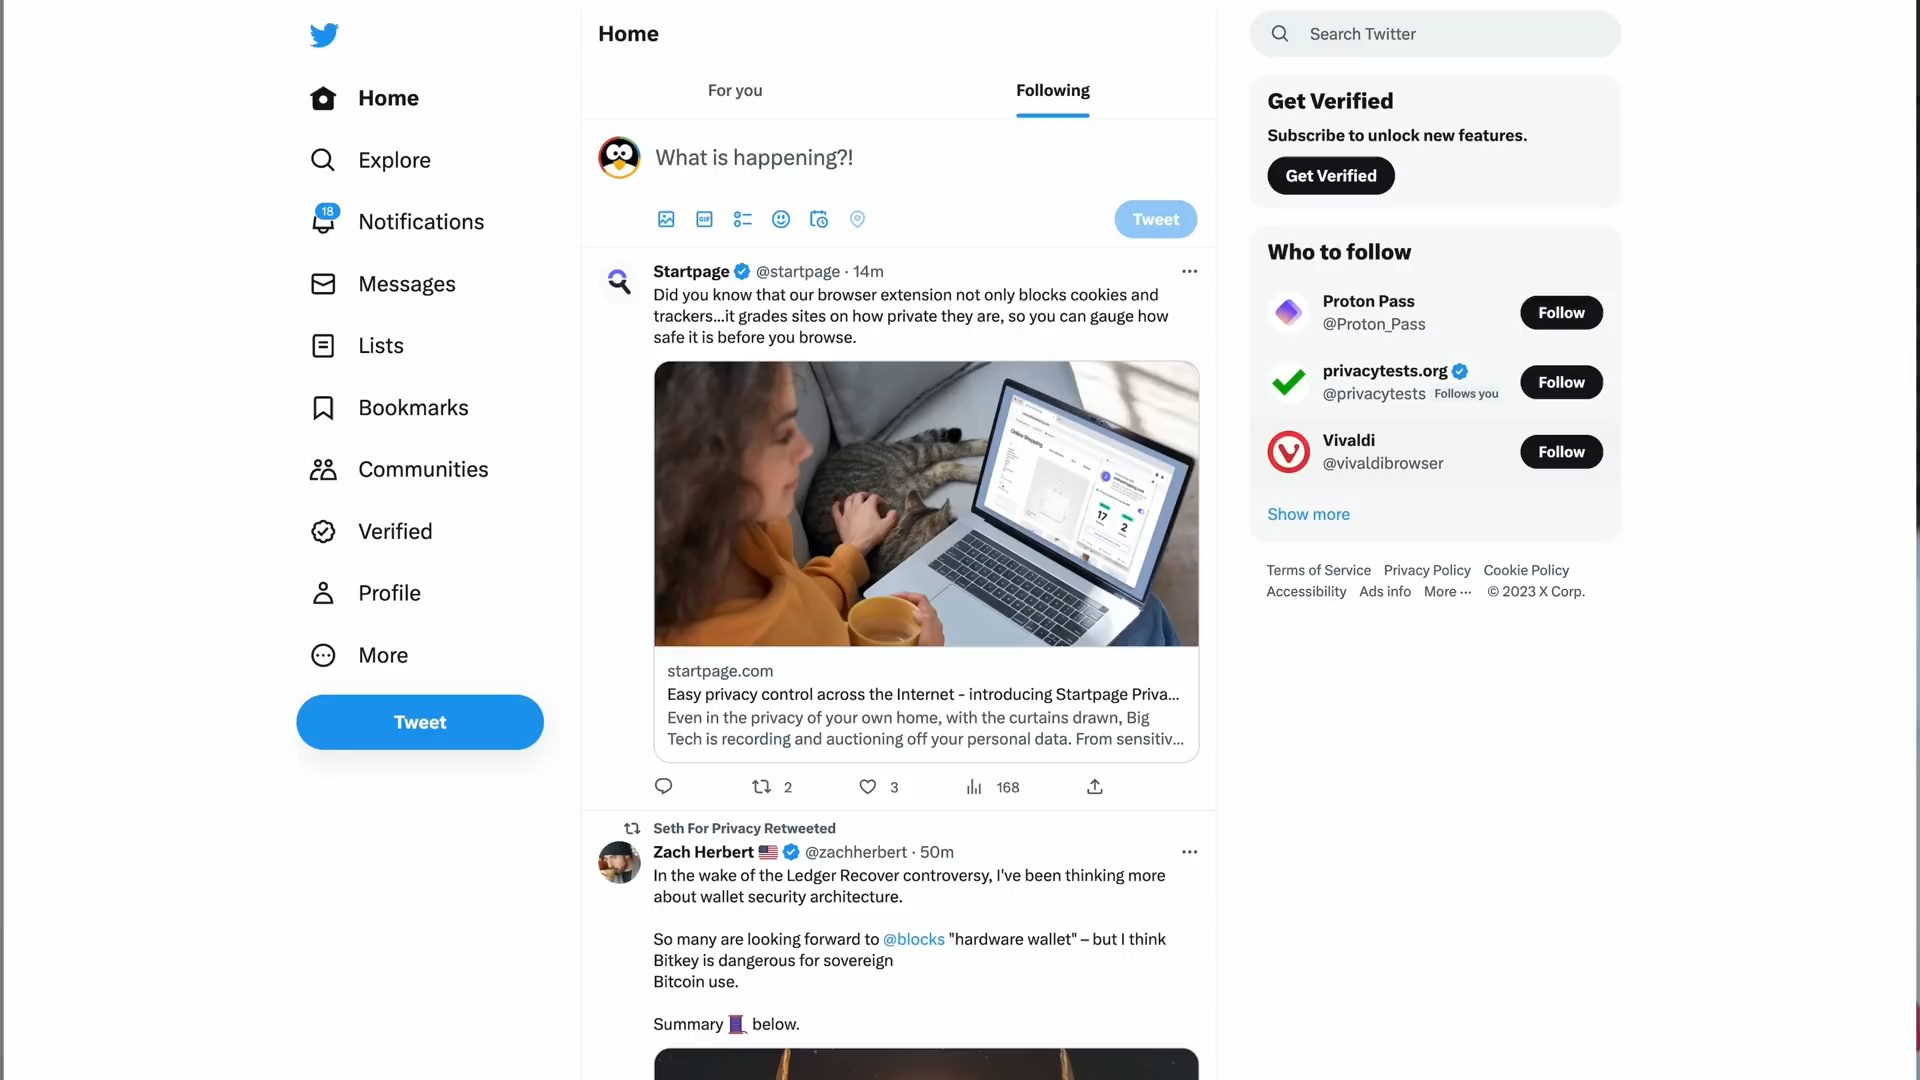 Home
Explore
18
Notifications
Messages
Lists
Bookmarks
Communities
Verified
Profile
More
Tweet
Home
For you
Following
What is happening?!
GIF
Tweet
Startpage @startpage · 14m
Did you know that our browser extension not only blocks cookies and
trackers...it grades sites on how private they are, so you can gauge how
safe it is before you browse.
Online Shopping
17 2
startpage.com
Easy privacy control across the Internet - introducing Startpage Priva...
Even in the privacy of your own home, with the curtains drawn, Big
Tech is recording and auctioning off your personal data. From sensitiv...
2 3 168
Seth For Privacy Retweeted
Zach Herbert 🇺🇸 @zachherbert · 50m
In the wake of the Ledger Recover controversy, I've been thinking more
about wallet security architecture.
So many are looking forward to @blocks "hardware wallet" – but I think
Bitkey is dangerous for sovereign
Bitcoin use.
Summary 🧵 below.
Search Twitter
Get Verified
Subscribe to unlock new features.
Get Verified
Who to follow
Proton Pass
@Proton_Pass
Follow
privacytests.org
@privacytests Follows you
Follow
Vivaldi
@vivaldibrowser
Follow
Show more
Terms of Service Privacy Policy Cookie Policy
Accessibility Ads info More ··· © 2023 X Corp.